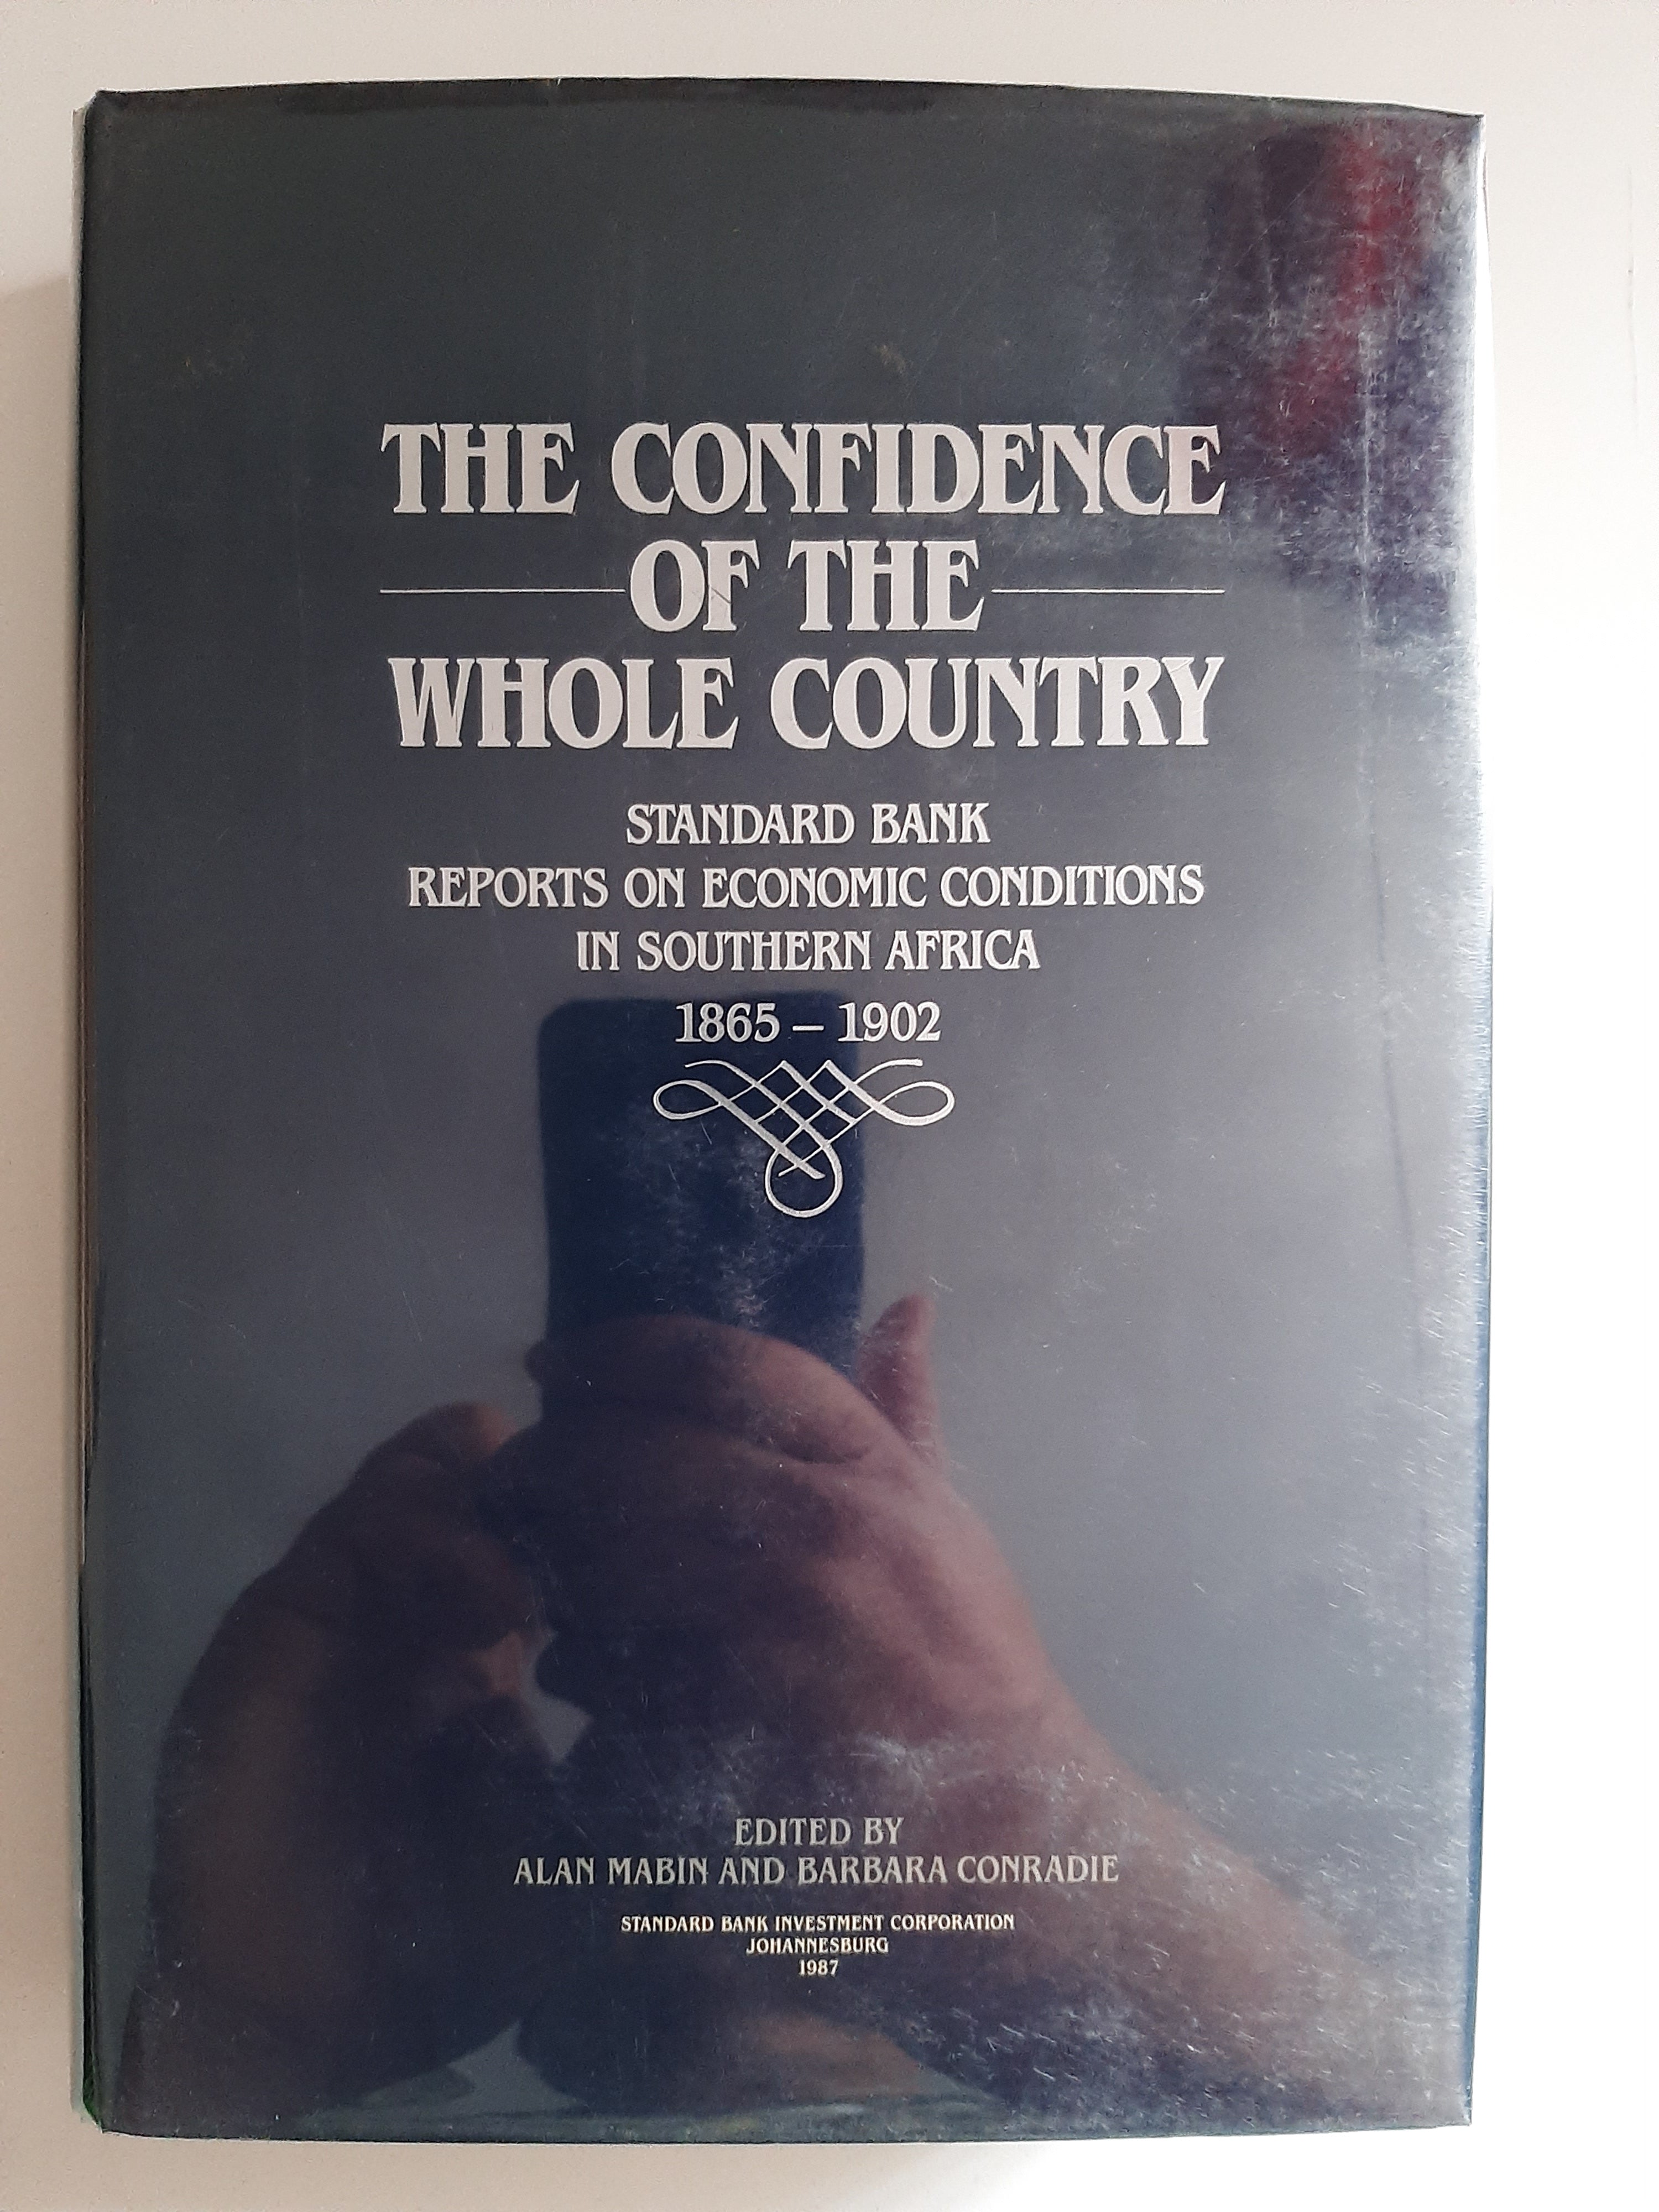 THE CONFIDENCE
OF THE
WHOLE COUNTRY
STANDARD BANK
REPORTS ON ECONOMIC CONDITIONS
IN SOUTHERN AFRICA
1865 – 1902
EDITED BY
ALAN MABIN AND BARBARA CONRADIE
STANDARD BANK INVESTMENT CORPORATION
JOHANNESBURG
1987